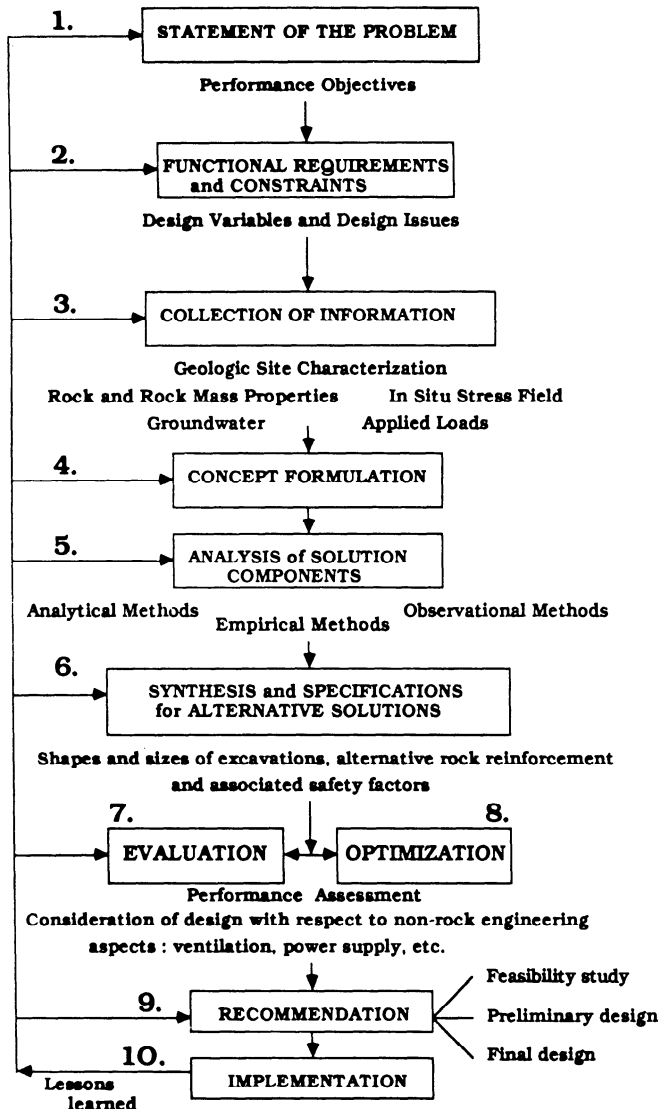 1.
STATEMENT OF THE PROBLEM
Performance Objectives
2.
FUNCTIONAL REQUIREMENTS
and CONSTRAINTS
Design Variables and Design Issues
3.
COLLECTION OF INFORMATION
Geologic Site Characterization
Rock and Rock Mass Properties In Situ Stress Field
Groundwater Applied Loads
4.
CONCEPT FORMULATION
5.
ANALYSIS of SOLUTION
COMPONENTS
Analytical Methods Observational Methods
Empirical Methods
6.
SYNTHESIS and SPECIFICATIONS
for ALTERNATIVE SOLUTIONS
Shapes and sizes of excavations, alternative rock reinforcement
and associated safety factors
7. 8.
EVALUATION OPTIMIZATION
Performance Assessment
Consideration of design with respect to non-rock engineering
aspects : ventilation, power supply, etc.
Feasibility study
9.
RECOMMENDATION Preliminary design
Final design
10.
IMPLEMENTATION
Lessons
learned